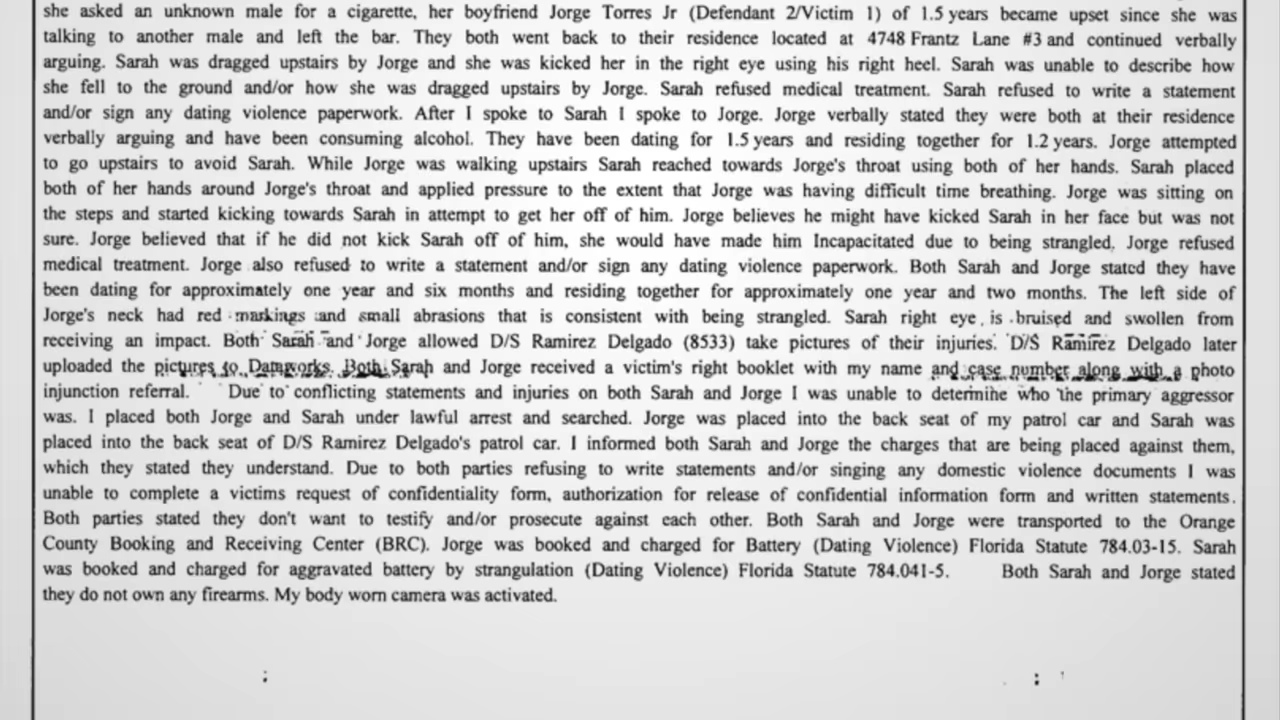 she asked an unknown male for a cigarette, her boyfriend Jorge Torres Jr (Defendant 2/Victim 1) of 1.5 years became upset since she was
talking to another male and left the bar. They both went back to their residence located at 4748 Frantz Lane #3 and continued verbally
arguing. Sarah was dragged upstairs by Jorge and she was kicked her in the right eye using his right heel. Sarah was unable to describe how
she fell to the ground and/or how she was dragged upstairs by Jorge. Sarah refused medical treatment. Sarah refused to write a statement
and/or sign any dating violence paperwork. After I spoke to Sarah I spoke to Jorge. Jorge verbally stated they were both at their residence
verbally arguing and have been consuming alcohol. They have been dating for 1.5 years and residing together for 1.2 years. Jorge attempted
to go upstairs to avoid Sarah. While Jorge was walking upstairs Sarah reached towards Jorge's throat using both of her hands. Sarah placed
both of her hands around Jorge's throat and applied pressure to the extent that Jorge was having difficult time breathing. Jorge was sitting on
the steps and started kicking towards Sarah in attempt to get her off of him. Jorge believes he might have kicked Sarah in her face but was not
sure. Jorge believed that if he did not kick Sarah off of him, she would have made him Incapacitated due to being strangled. Jorge refused
medical treatment. Jorge also refused to write a statement and/or sign any dating violence paperwork. Both Sarah and Jorge stated they have
been dating for approximately one year and six months and residing together for approximately one year and two months. The left side of
Jorge's neck had red markings and small abrasions that is consistent with being strangled. Sarah right eye is bruised and swollen from
receiving an impact. Both Sarah and Jorge allowed D/S Ramirez Delgado (8533) take pictures of their injuries. D/S Ramirez Delgado later
uploaded the pictures to Dataworks. Both Sarah and Jorge received a victim's right booklet with my name and case number along with a photo
injunction referral. Due to conflicting statements and injuries on both Sarah and Jorge I was unable to determine who the primary aggressor
was. I placed both Jorge and Sarah under lawful arrest and searched. Jorge was placed into the back seat of my patrol car and Sarah was
placed into the back seat of D/S Ramirez Delgado's patrol car. I informed both Sarah and Jorge the charges that are being placed against them,
which they stated they understand. Due to both parties refusing to write statements and/or singing any domestic violence documents I was
unable to complete a victims request of confidentiality form, authorization for release of confidential information form and written statements.
Both parties stated they don't want to testify and/or prosecute against each other. Both Sarah and Jorge were transported to the Orange
County Booking and Receiving Center (BRC). Jorge was booked and charged for Battery (Dating Violence) Florida Statute 784.03-15. Sarah
was booked and charged for aggravated battery by strangulation (Dating Violence) Florida Statute 784.041-5. Both Sarah and Jorge stated
they do not own any firearms. My body worn camera was activated.